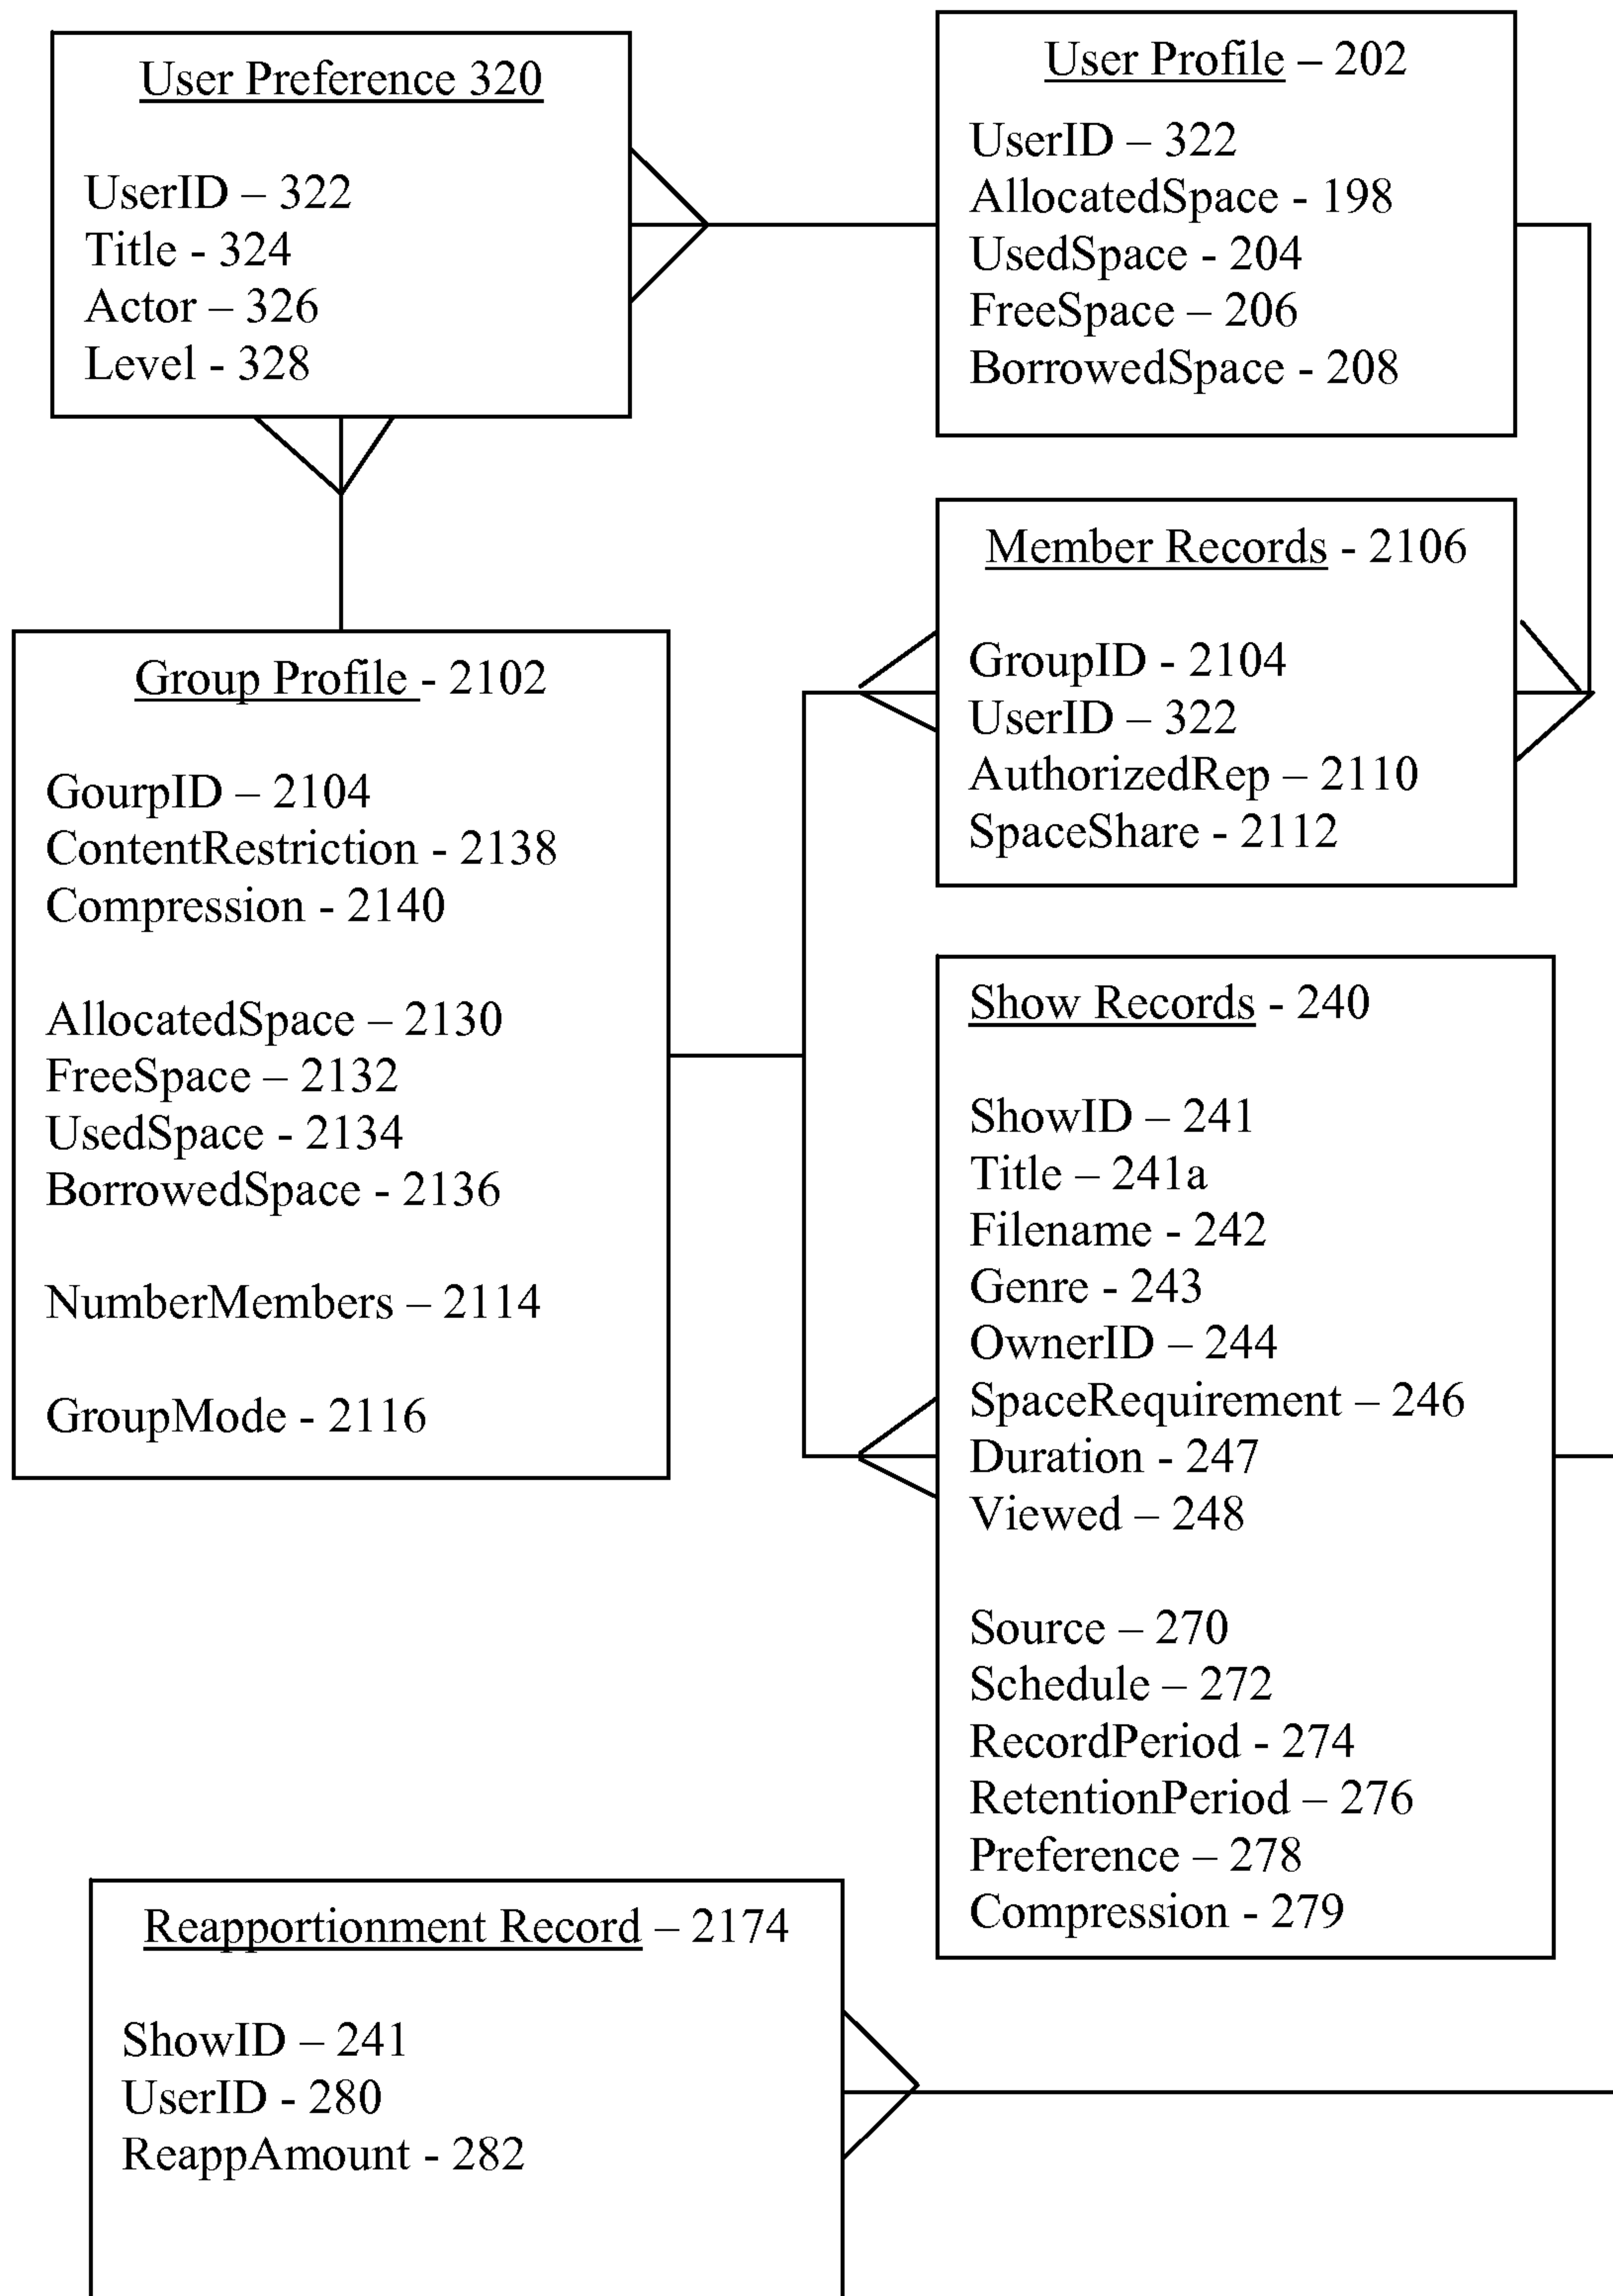 User Preference 320
UserID – 322
Title - 324
Actor – 326
Level - 328
User Profile – 202
UserID – 322
AllocatedSpace - 198
UsedSpace - 204
FreeSpace – 206
BorrowedSpace - 208
Member Records - 2106
GroupID - 2104
UserID – 322
AuthorizedRep – 2110
SpaceShare - 2112
Group Profile - 2102
GourpID – 2104
ContentRestriction - 2138
Compression - 2140
AllocatedSpace – 2130
FreeSpace – 2132
UsedSpace - 2134
BorrowedSpace - 2136
NumberMembers – 2114
GroupMode - 2116
Show Records - 240
ShowID – 241
Title – 241a
Filename - 242
Genre - 243
OwnerID – 244
SpaceRequirement – 246
Duration - 247
Viewed – 248
Source – 270
Schedule – 272
RecordPeriod - 274
RetentionPeriod – 276
Preference – 278
Compression - 279
Reapportionment Record – 2174
ShowID – 241
UserID - 280
ReappAmount - 282